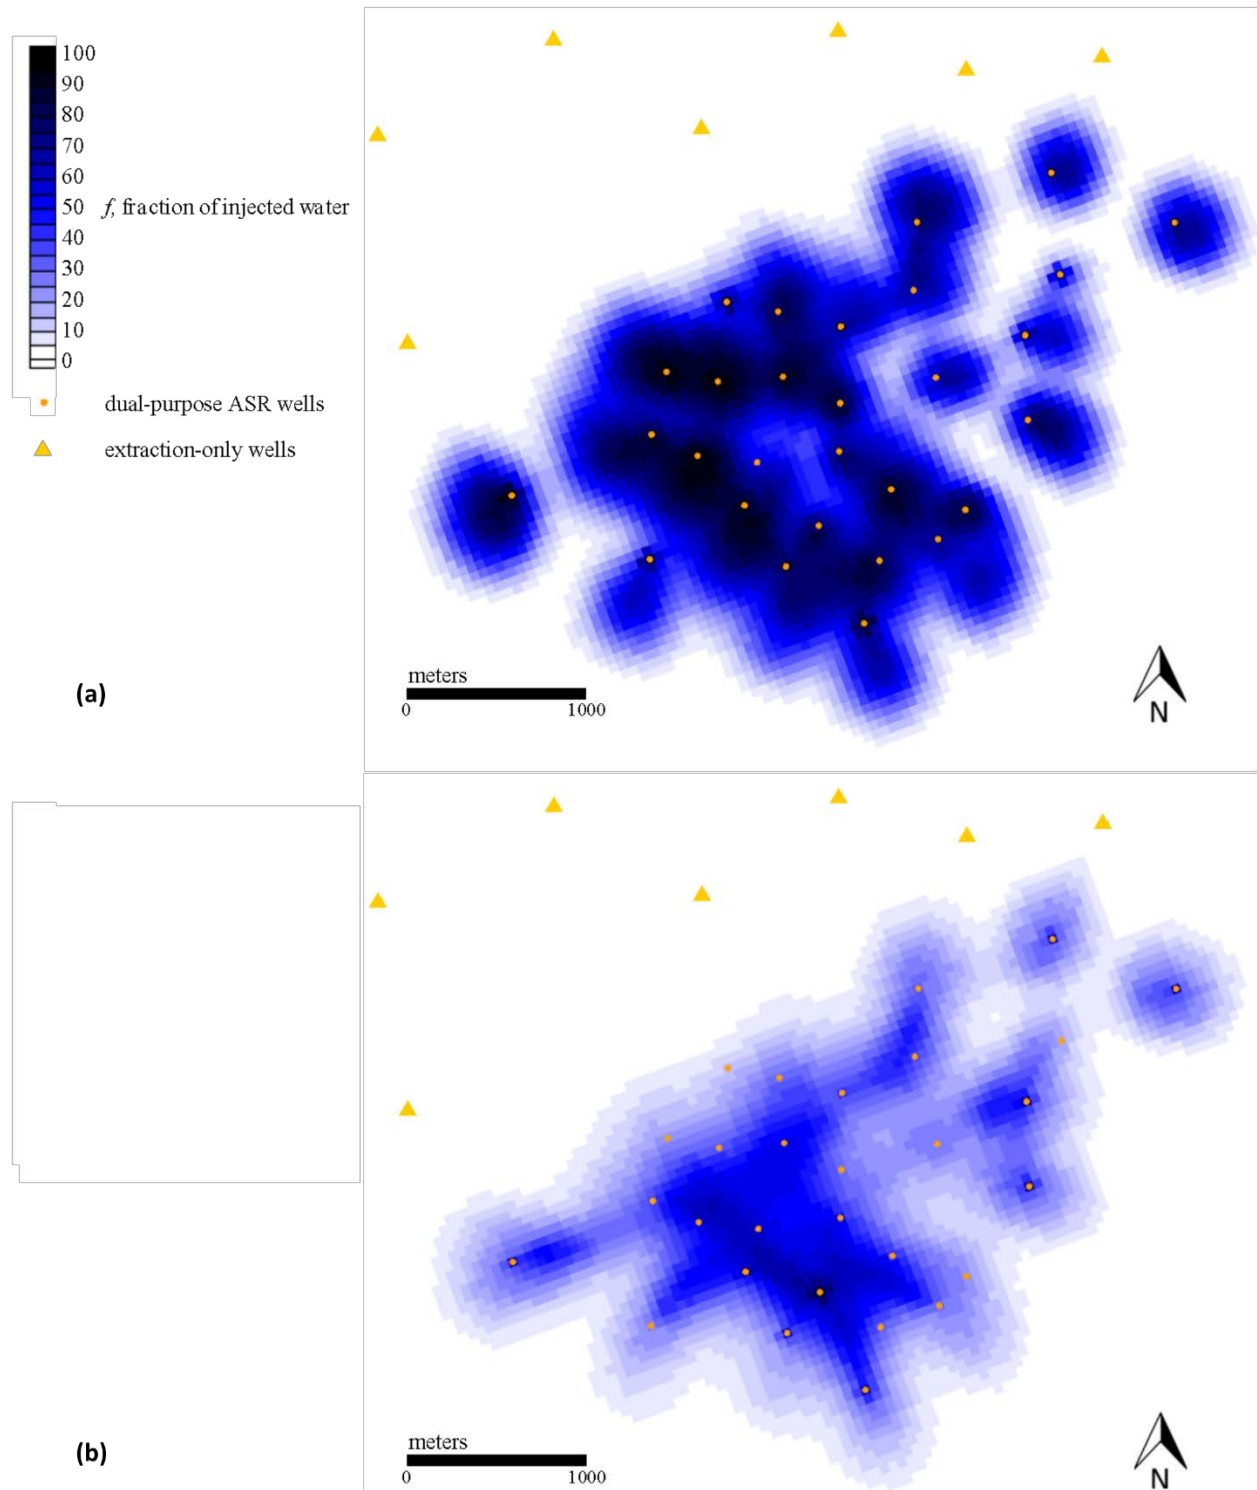 100
90
80
70
60
50
40
30
20
10
0
f, fraction of injected water
dual-purpose ASR wells
extraction-only wells
(a)
meters
0 1000
N
(b)
meters
0 1000
N